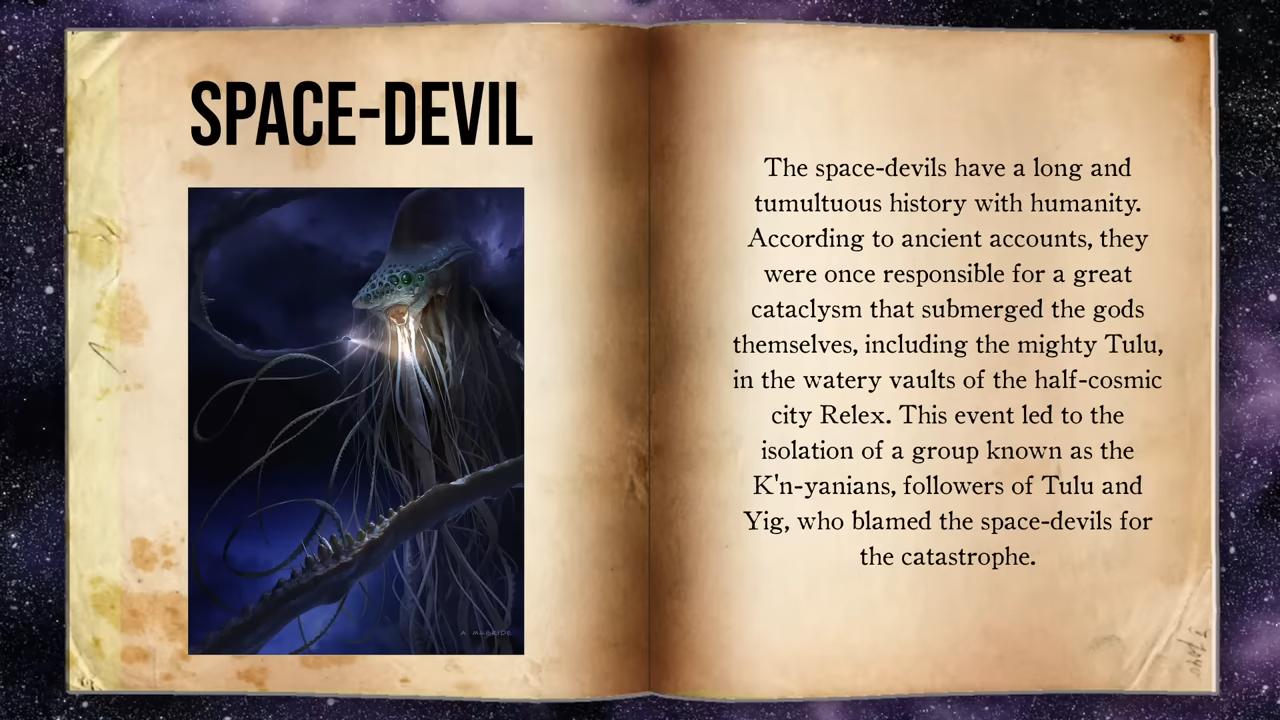 SPACE-DEVIL
A MCBRIDE
The space-devils have a long and
tumultuous history with humanity.
According to ancient accounts, they
were once responsible for a great
cataclysm that submerged the gods
themselves, including the mighty Tulu,
in the watery vaults of the half-cosmic
city Relex. This event led to the
isolation of a group known as the
K'n-yanians, followers of Tulu and
Yig, who blamed the space-devils for
the catastrophe.